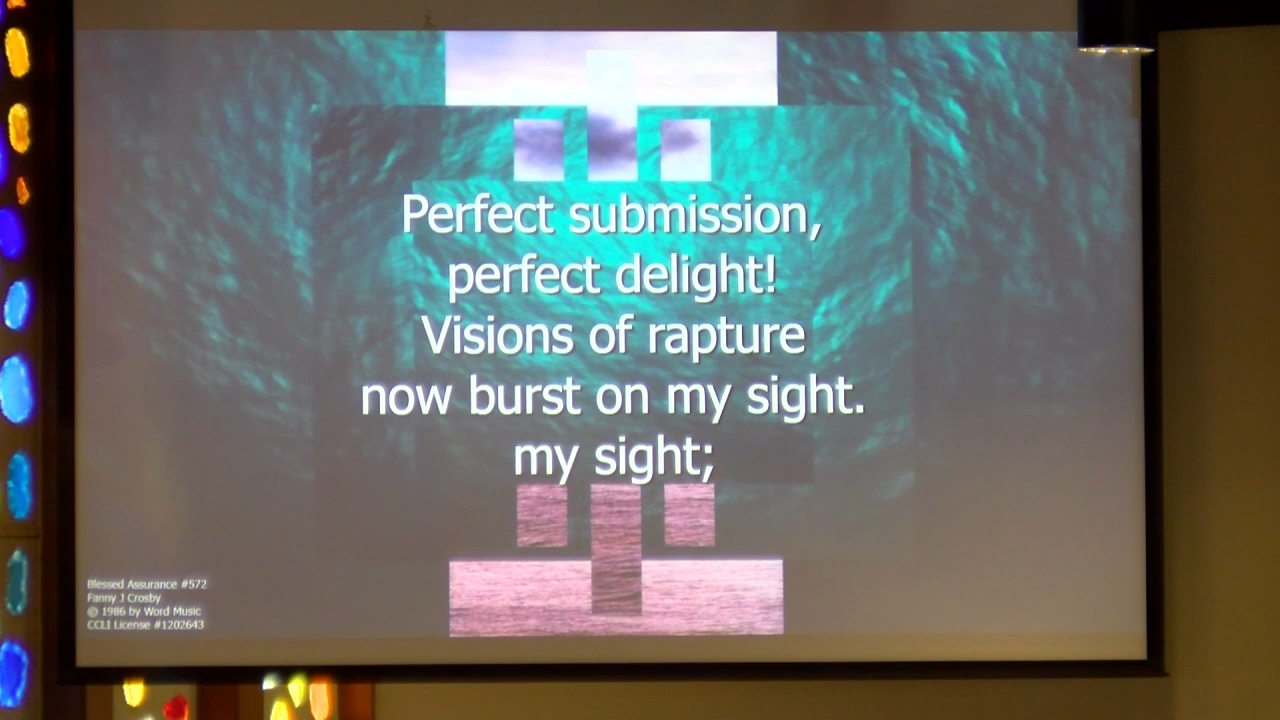 Perfect submission,
perfect delight!
Visions of rapture
now burst on my sight.
my sight;
Blessed Assurance #572
Fanny J Crosby
© 1986 by Word Music
CCLI License #1202643